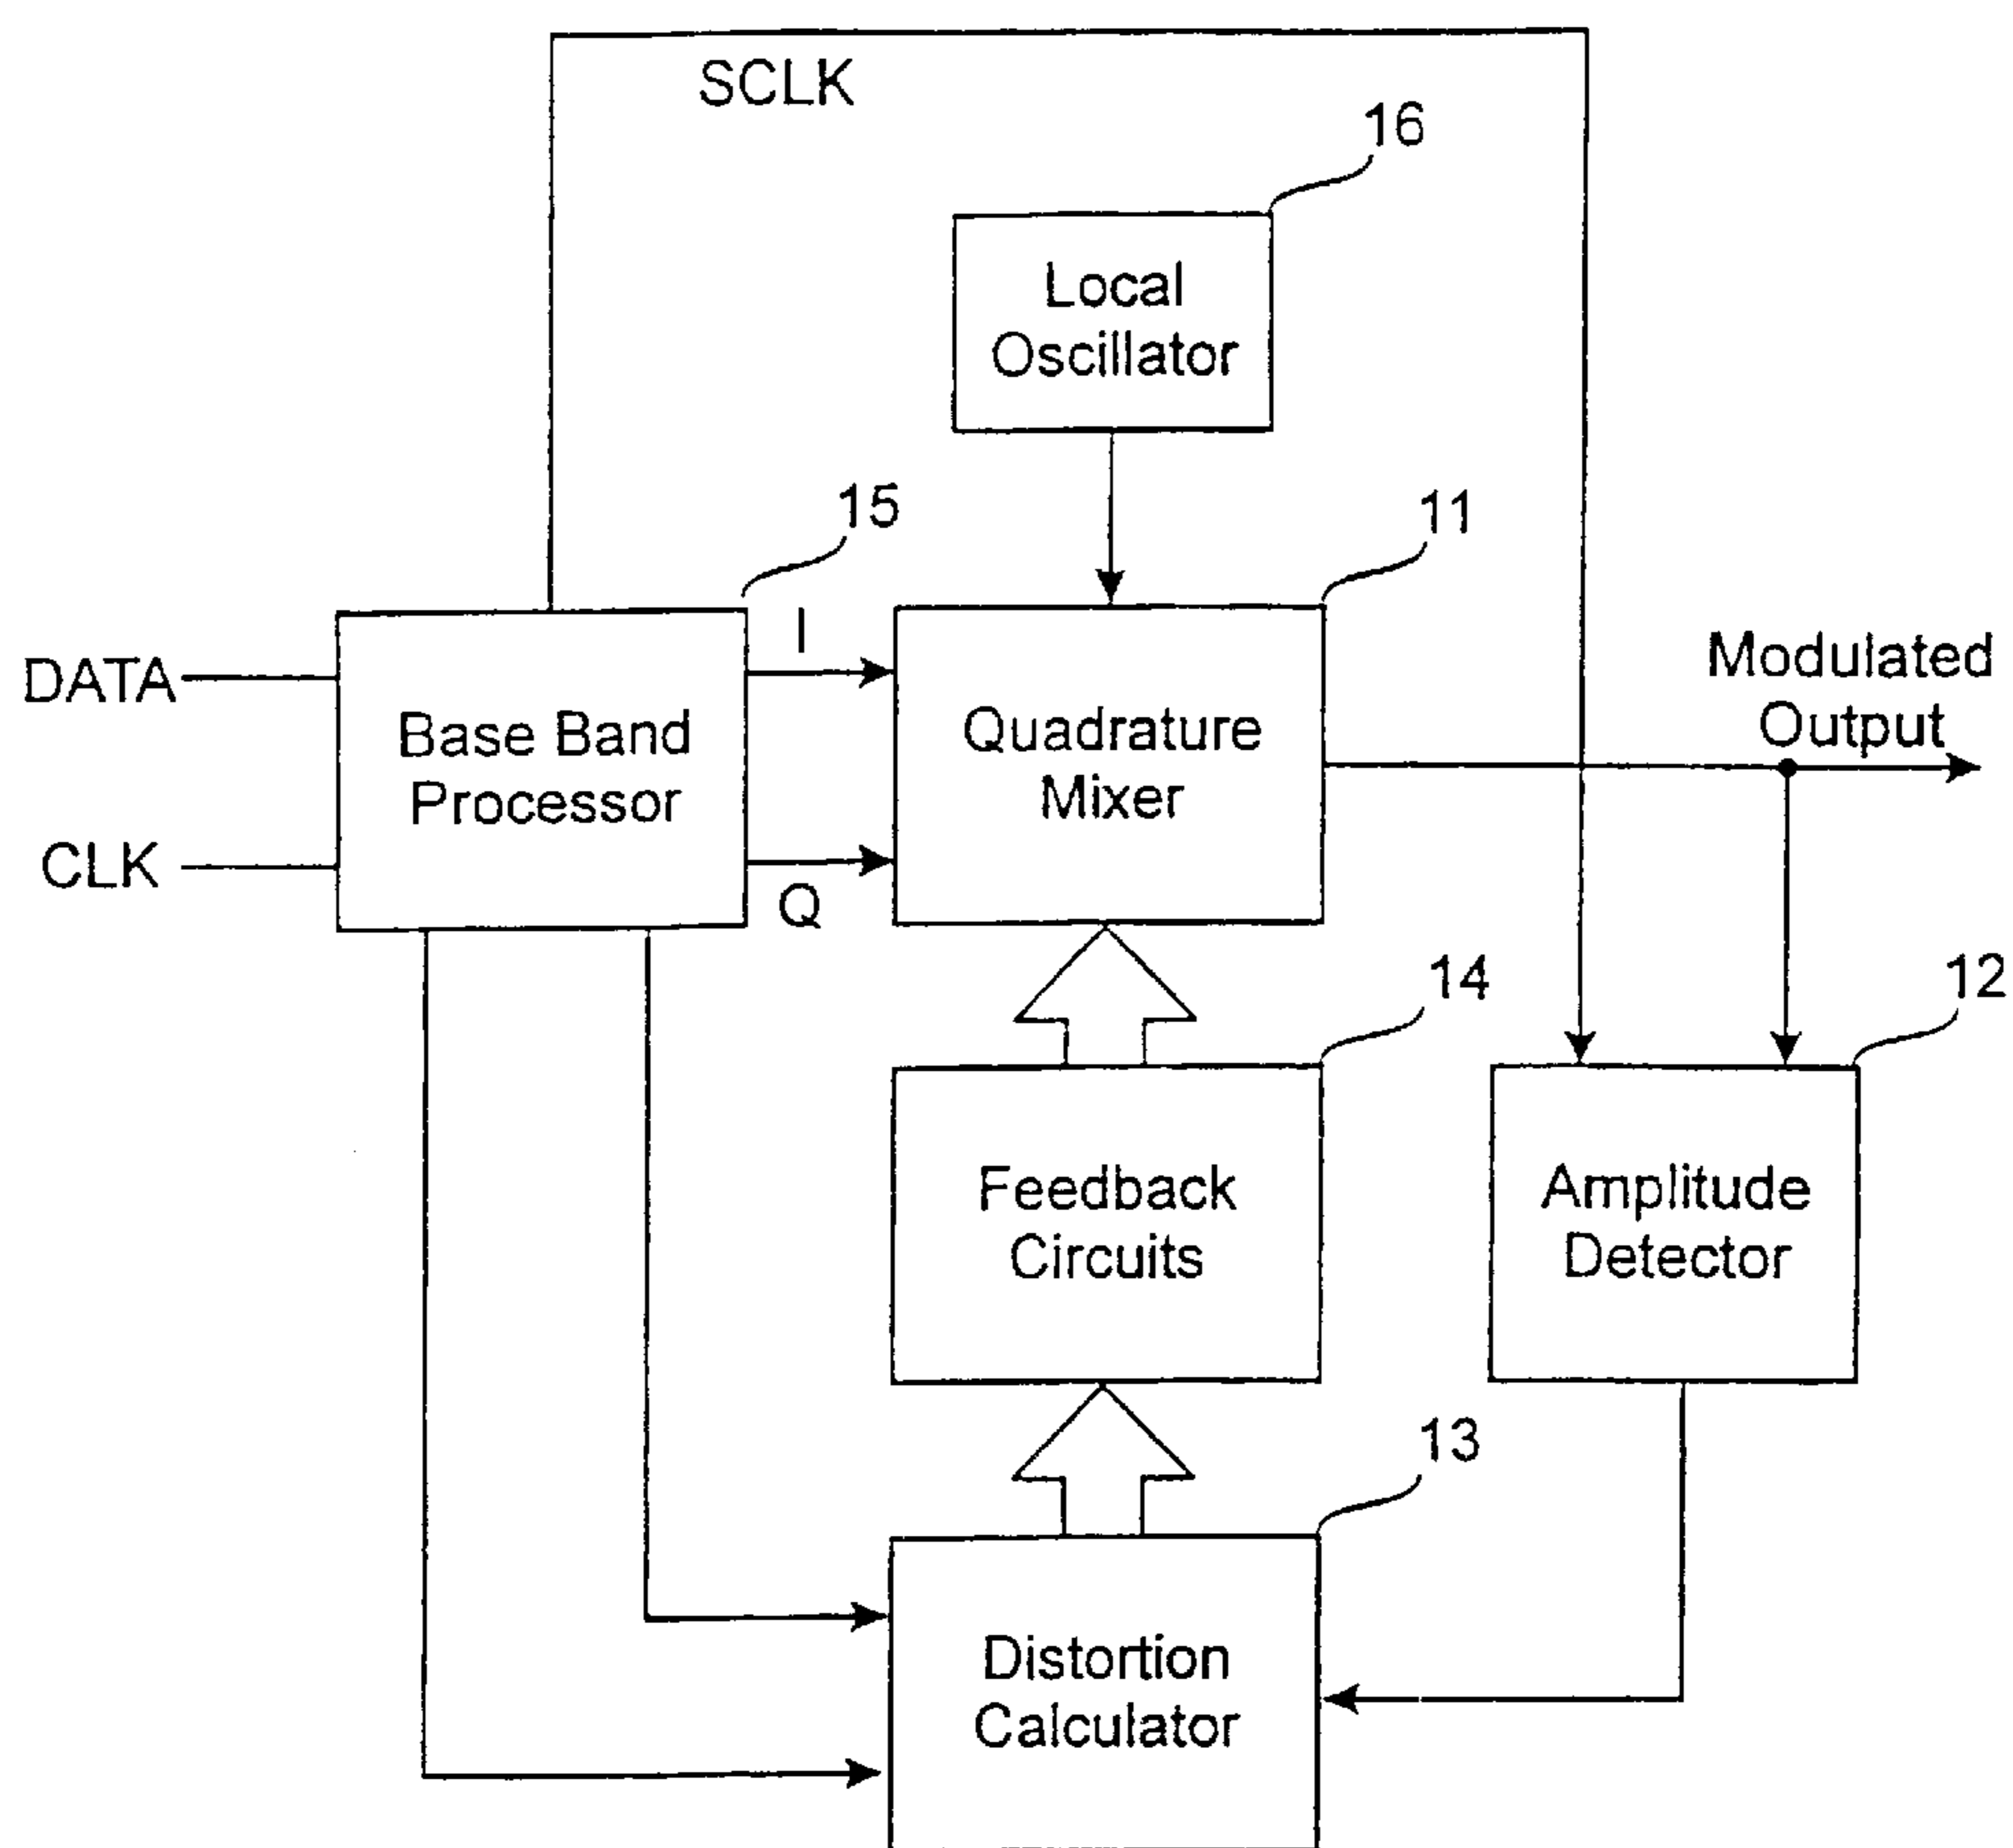 SCLK
16
Local
Oscillator
15
11
I
DATA
Base Band
Processor
Quadrature
Mixer
Modulated
Output
CLK
Q
14
12
Feedback
Circuits
Amplitude
Detector
13
Distortion
Calculator